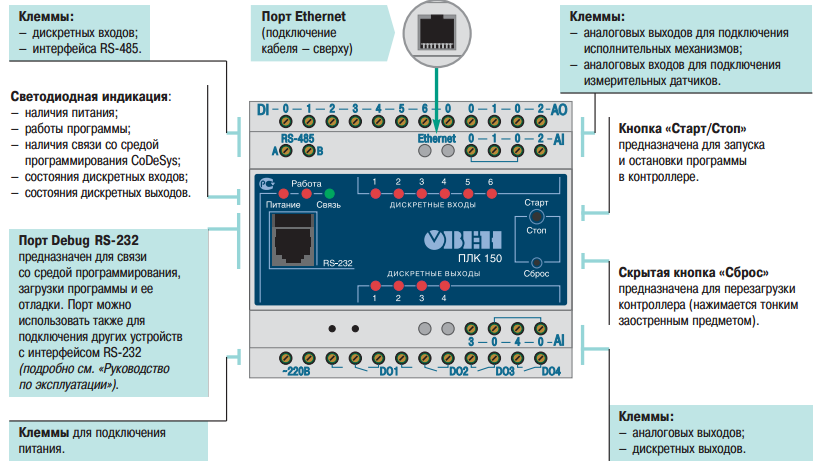 Клеммы:
– дискретных входов;
– интерфейса RS-485.
Порт Ethernet
(подключение
кабеля – сверху)
Клеммы:
– аналоговых выходов для подключения
исполнительных механизмов;
– аналоговых входов для подключения
измерительных датчиков.
Светодиодная индикация:
– наличия питания;
– работы программы;
– наличия связи со средой
программирования CoDeSys;
– состояния дискретных входов;
– состояния дискретных выходов.
Порт Debug RS-232
предназначен для связи
со средой программирования,
загрузки программы и ее
отладки. Порт можно
использовать также для
подключения других устройств
с интерфейсом RS-232
(подробно см. «Руководство
по эксплуатации»).
Клеммы для подключения
питания.
DI – 0 – 1 – 2 – 3 – 4 – 5 – 6 – 0 0 – 1 – 0 – 2 – AO
RS-485 Ethernet 0 – 1 – 0 – 2 – AI
A B
РС Работа 1 2 3 4 5 6
Питание Связь ДИСКРЕТНЫЕ ВХОДЫ Старт
Стоп
ОВЕН
ПЛК 150
RS-232 Сброс
ДИСКРЕТНЫЕ ВЫХОДЫ
1 2 3 4
3 – 0 – 4 – 0 – AI
~220В DO1 DO2 DO3 DO4
Кнопка «Старт/Стоп»
предназначена для запуска
и остановки программы
в контроллере.
Скрытая кнопка «Сброс»
предназначена для перезагрузки
контроллера (нажимается тонким
заостренным предметом).
Клеммы:
– аналоговых выходов;
– дискретных выходов.